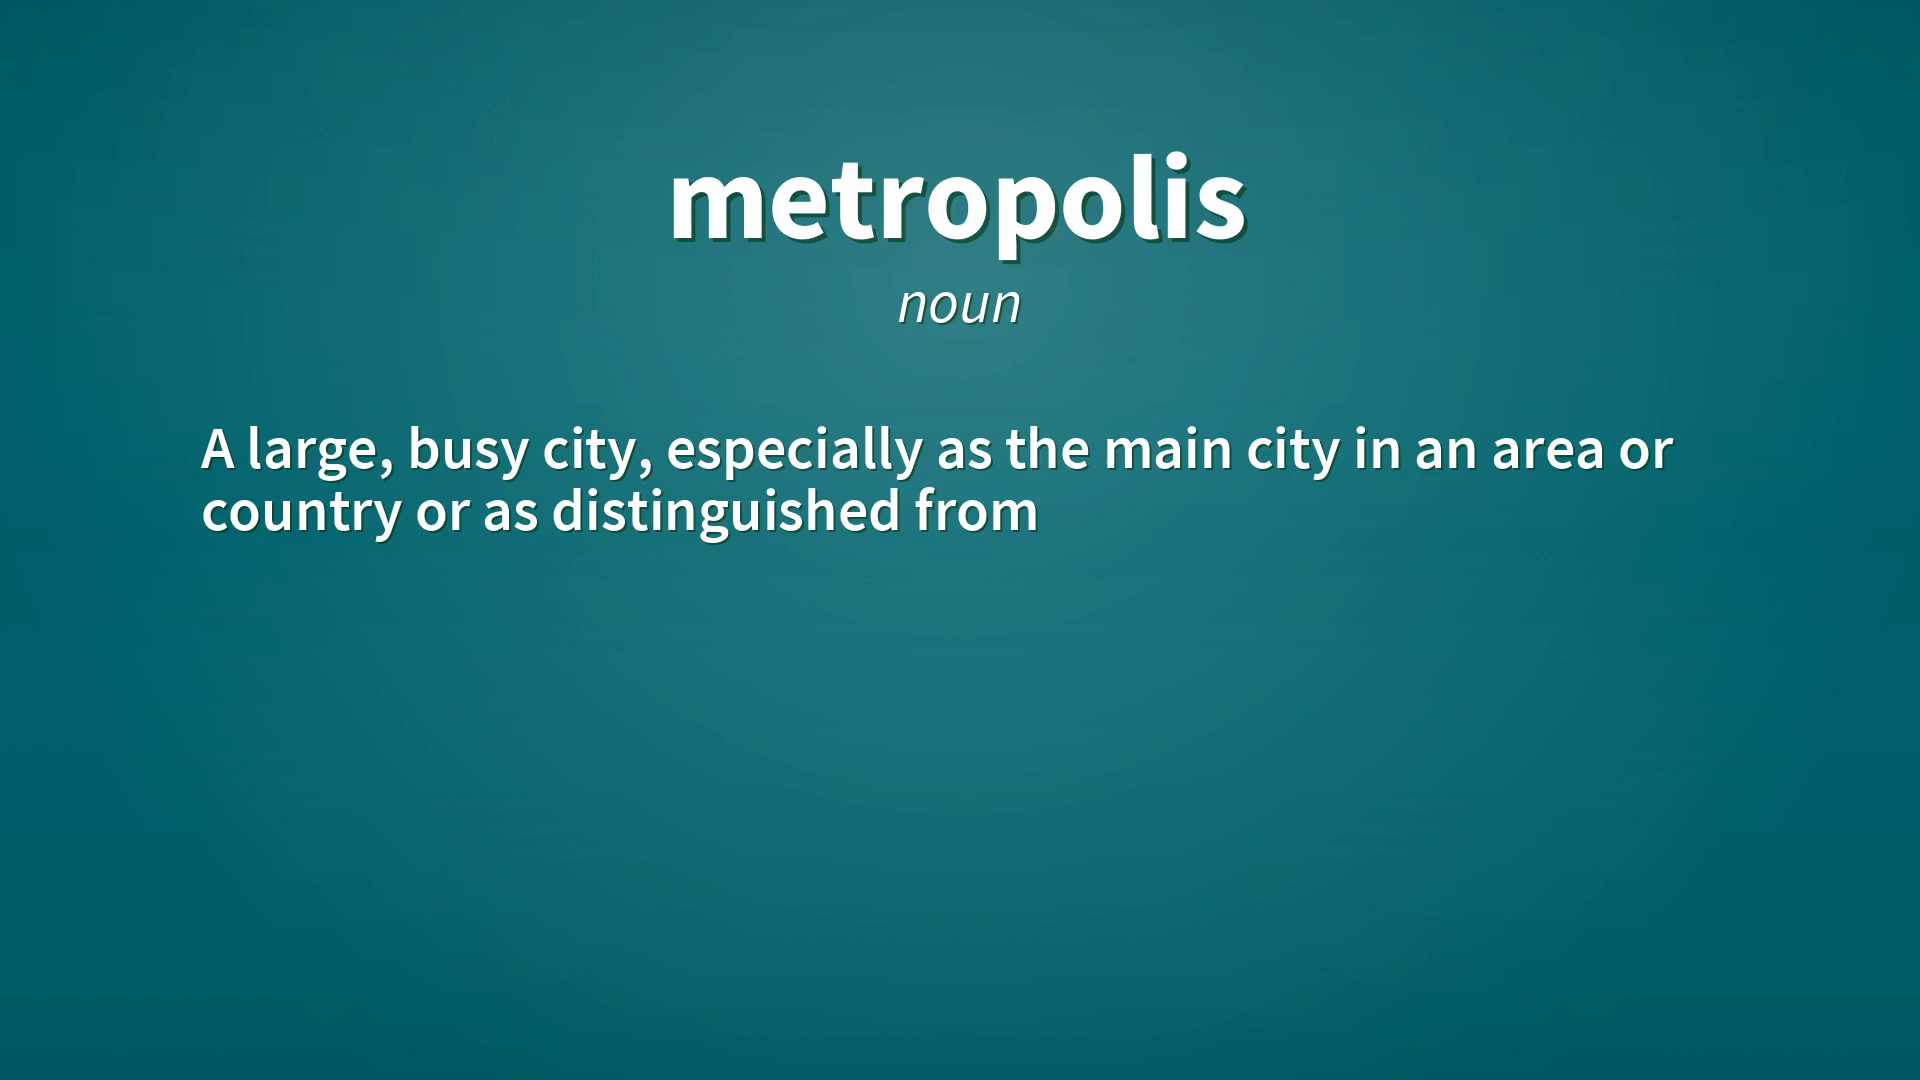 metropolis
noun
A large, busy city, especially as the main city in an area or
country or as distinguished from